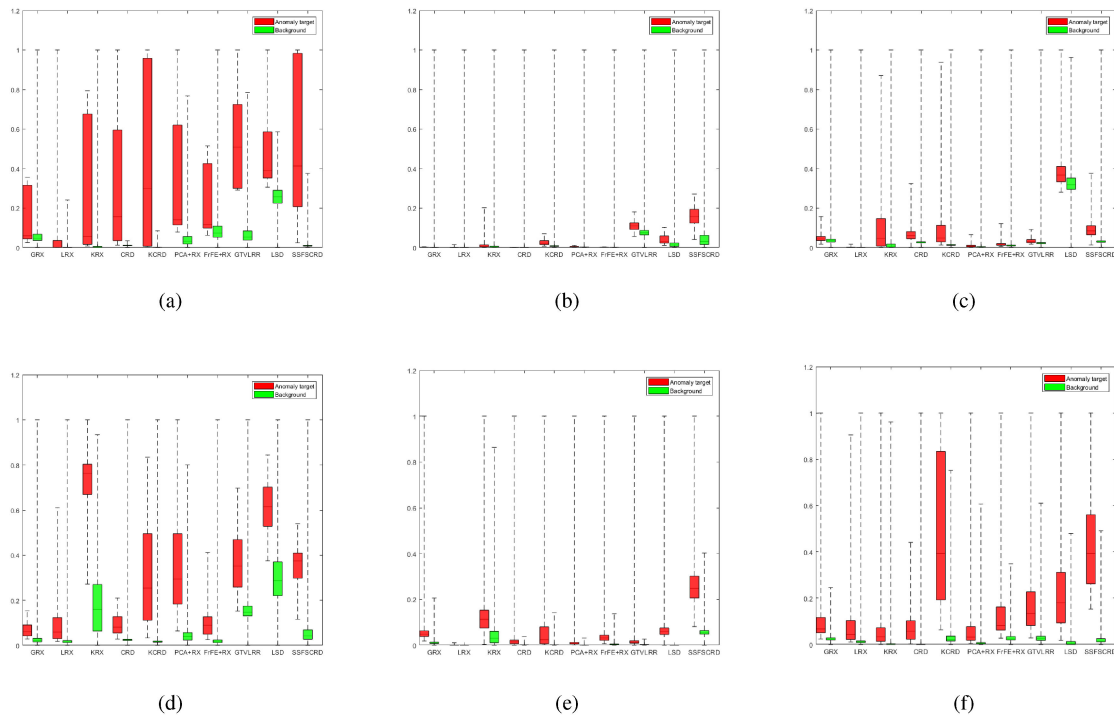 1.2
1
0.8
0.6
0.4
0.2
0
Anomaly target
Background
GRX LRX KRX CRD KCRD PCA+RX FrFE+RX GTVLRR LSD SSFSCRD
(a)
1.2
1
0.8
0.6
0.4
0.2
0
Anomaly target
Background
GRX LRX KRX CRD KCRD PCA+RX FrFE+RX GTVLRR LSD SSFSCRD
(b)
1.2
1
0.8
0.6
0.4
0.2
0
Anomaly target
Background
GRX LRX KRX CRD KCRD PCA+RX FrFE+RX GTVLRR LSD SSFSCRD
(c)
1.2
1
0.8
0.6
0.4
0.2
0
Anomaly target
Background
GRX LRX KRX CRD KCRD PCA+RX FrFE+RX GTVLRR LSD SSFSCRD
(d)
1.2
1
0.8
0.6
0.4
0.2
0
Anomaly target
Background
GRX LRX KRX CRD KCRD PCA+RX FrFE+RX GTVLRR LSD SSFSCRD
(e)
1.2
1
0.8
0.6
0.4
0.2
0
Anomaly target
Background
GRX LRX KRX CRD KCRD PCA+RX FrFE+RX GTVLRR LSD SSFSCRD
(f)